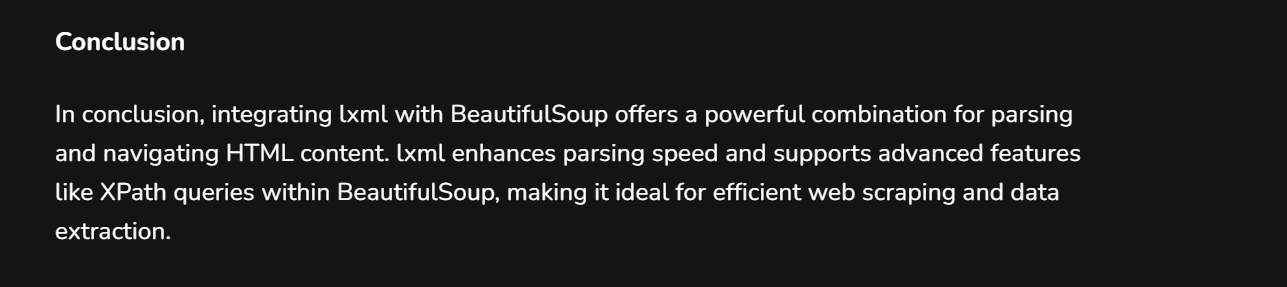 Conclusion
In conclusion, integrating lxml with BeautifulSoup offers a powerful combination for parsing
and navigating HTML content. lxml enhances parsing speed and supports advanced features
like XPath queries within BeautifulSoup, making it ideal for efficient web scraping and data
extraction.